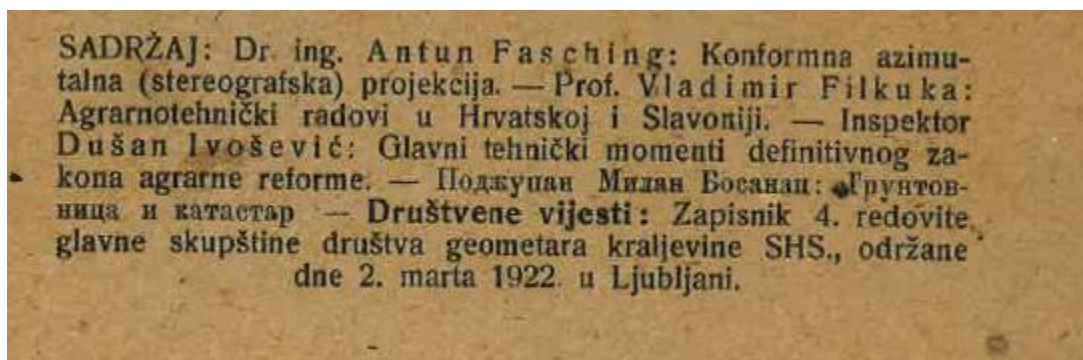 SADRŽAJ: Dr. ing. Antun Fasching: Konformna azimu-
talna (stereografska) projekcija. — Prof. Vladimir Filkuka:
Agrarnotehnički radovi u Hrvatskoj i Slavoniji. — Inspektor
Dušan Ivošević: Glavni tehnički momenti definitivnog za-
kona agrarne reforme. — Поджупан Милан Босанац: Грунтов-
ница и катастар — Društvene vijesti: Zapisnik 4. redovite
glavne skupštine društva geometara kraljevine SHS., održane
dne 2. marta 1922. u Ljubljani.